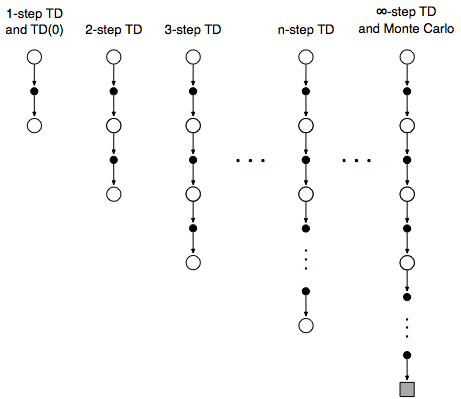 1-step TD
and TD(0)
2-step TD
3-step TD
n-step TD
∞-step TD
and Monte Carlo